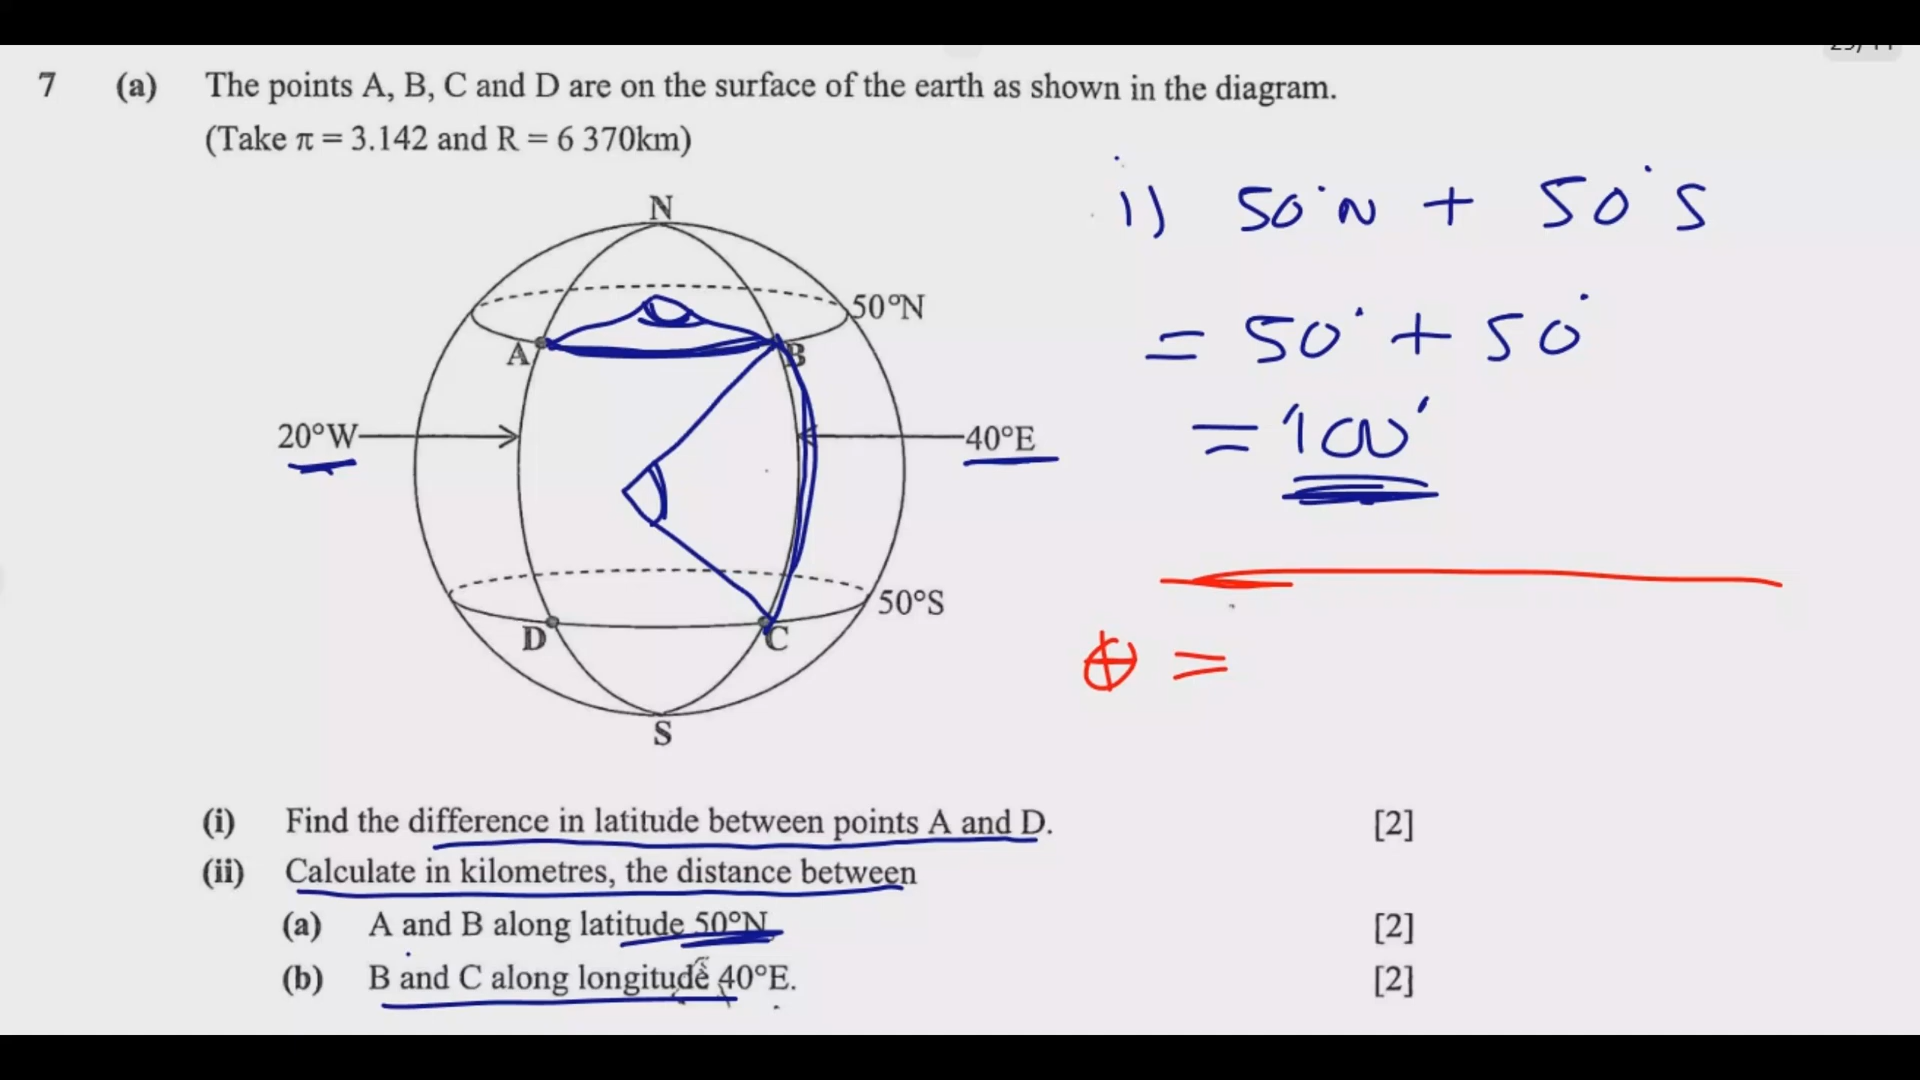 7 (a) The points A, B, C and D are on the surface of the earth as shown in the diagram.
(Take π = 3.142 and R = 6 370km)
N
50°N
A
B
20°W
40°E
50°S
D
C
S
i) 50°N + 50°S
= 50° + 50°
= 100°
θ =
(i) Find the difference in latitude between points A and D. [2]
(ii) Calculate in kilometres, the distance between
(a) A and B along latitude 50°N. [2]
(b) B and C along longitude 40°E. [2]